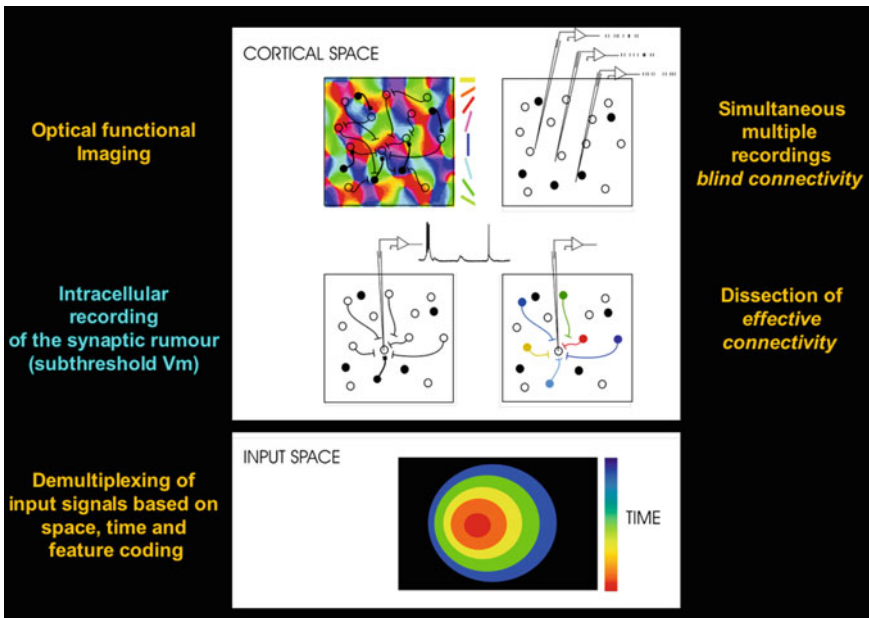 CORTICAL SPACE
Optical functional
Imaging
Simultaneous
multiple
recordings
blind connectivity
Intracellular
recording
of the synaptic rumour
(subthreshold Vm)
Dissection of
effective
connectivity
INPUT SPACE
Demultiplexing of
input signals based on
space, time and
feature coding
TIME